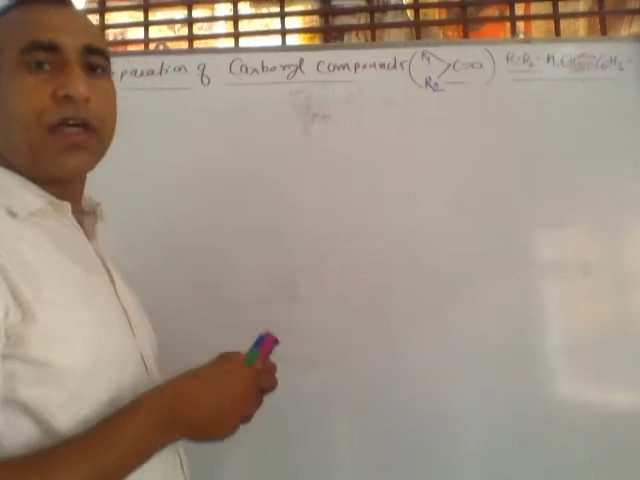 paration of Carbonyl Compounds (R1 R2 >C=O) R1R2 - H, CH3 C6H5 -